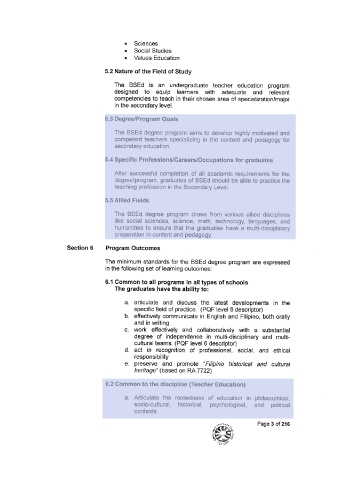 • Sciences
• Social Studies
• Values Education
5.2 Nature of the Field of Study
The BSEd is an undergraduate teacher education program
designed to equip learners with adequate and relevant
competencies to teach in their chosen area of specialization/major
in the secondary level.
5.3 Degree/Program Goals
The BSEd degree program aims to develop highly motivated and
competent teachers specializing in the content and pedagogy for
secondary education.
5.4 Specific Professions/Careers/Occupations for graduates
After successful completion of all academic requirements for the
degree/program, graduates of BSEd should be able to practice the
teaching profession in the Secondary Level.
5.5 Allied Fields
The BSEd degree program draws from various allied disciplines
like social sciences, science, math, technology, languages, and
humanities to ensure that the graduates have a multi-disciplinary
preparation in content and pedagogy.
Section 6 Program Outcomes
The minimum standards for the BSEd degree program are expressed
in the following set of learning outcomes:
6.1 Common to all programs in all types of schools
The graduates have the ability to:
a. articulate and discuss the latest developments in the
specific field of practice. (PQF level 6 descriptor)
b. effectively communicate in English and Filipino, both orally
and in writing
c. work effectively and collaboratively with a substantial
degree of independence in multi-disciplinary and multi-
cultural teams. (PQF level 6 descriptor)
d. act in recognition of professional, social, and ethical
responsibility
e. preserve and promote "Filipino historical and cultural
heritage" (based on RA 7722)
6.2 Common to the discipline (Teacher Education)
a. Articulate the rootedness of education in philosophical,
socio-cultural, historical, psychological, and political
contexts
Page 3 of 216